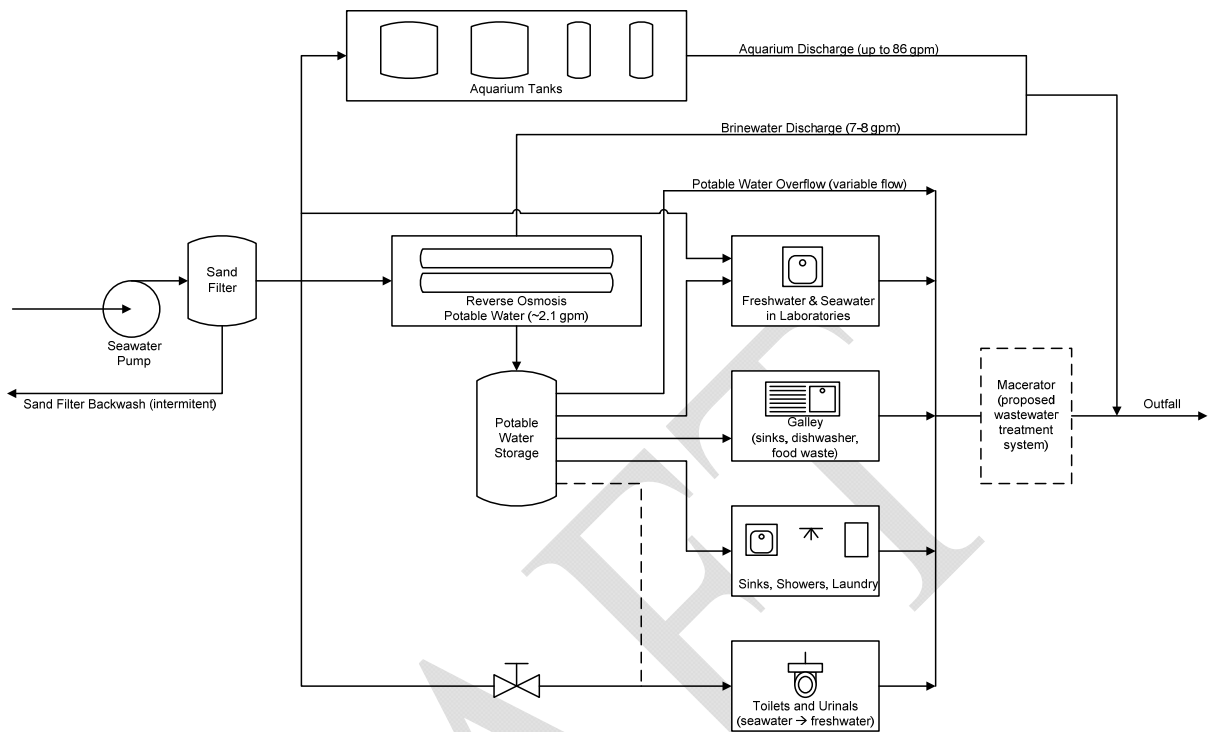 Aquarium Tanks
Aquarium Discharge (up to 86 gpm)
Brinewater Discharge (7-8 gpm)
Potable Water Overflow (variable flow)
Sand
Filter
Seawater
Pump
Sand Filter Backwash (intermitent)
Reverse Osmosis
Potable Water (~2.1 gpm)
Freshwater & Seawater
in Laboratories
Potable
Water
Storage
Galley
(sinks, dishwasher,
food waste)
Macerator
(proposed
wastewater
treatment
system)
Outfall
Sinks, Showers, Laundry
Toilets and Urinals
(seawater → freshwater)